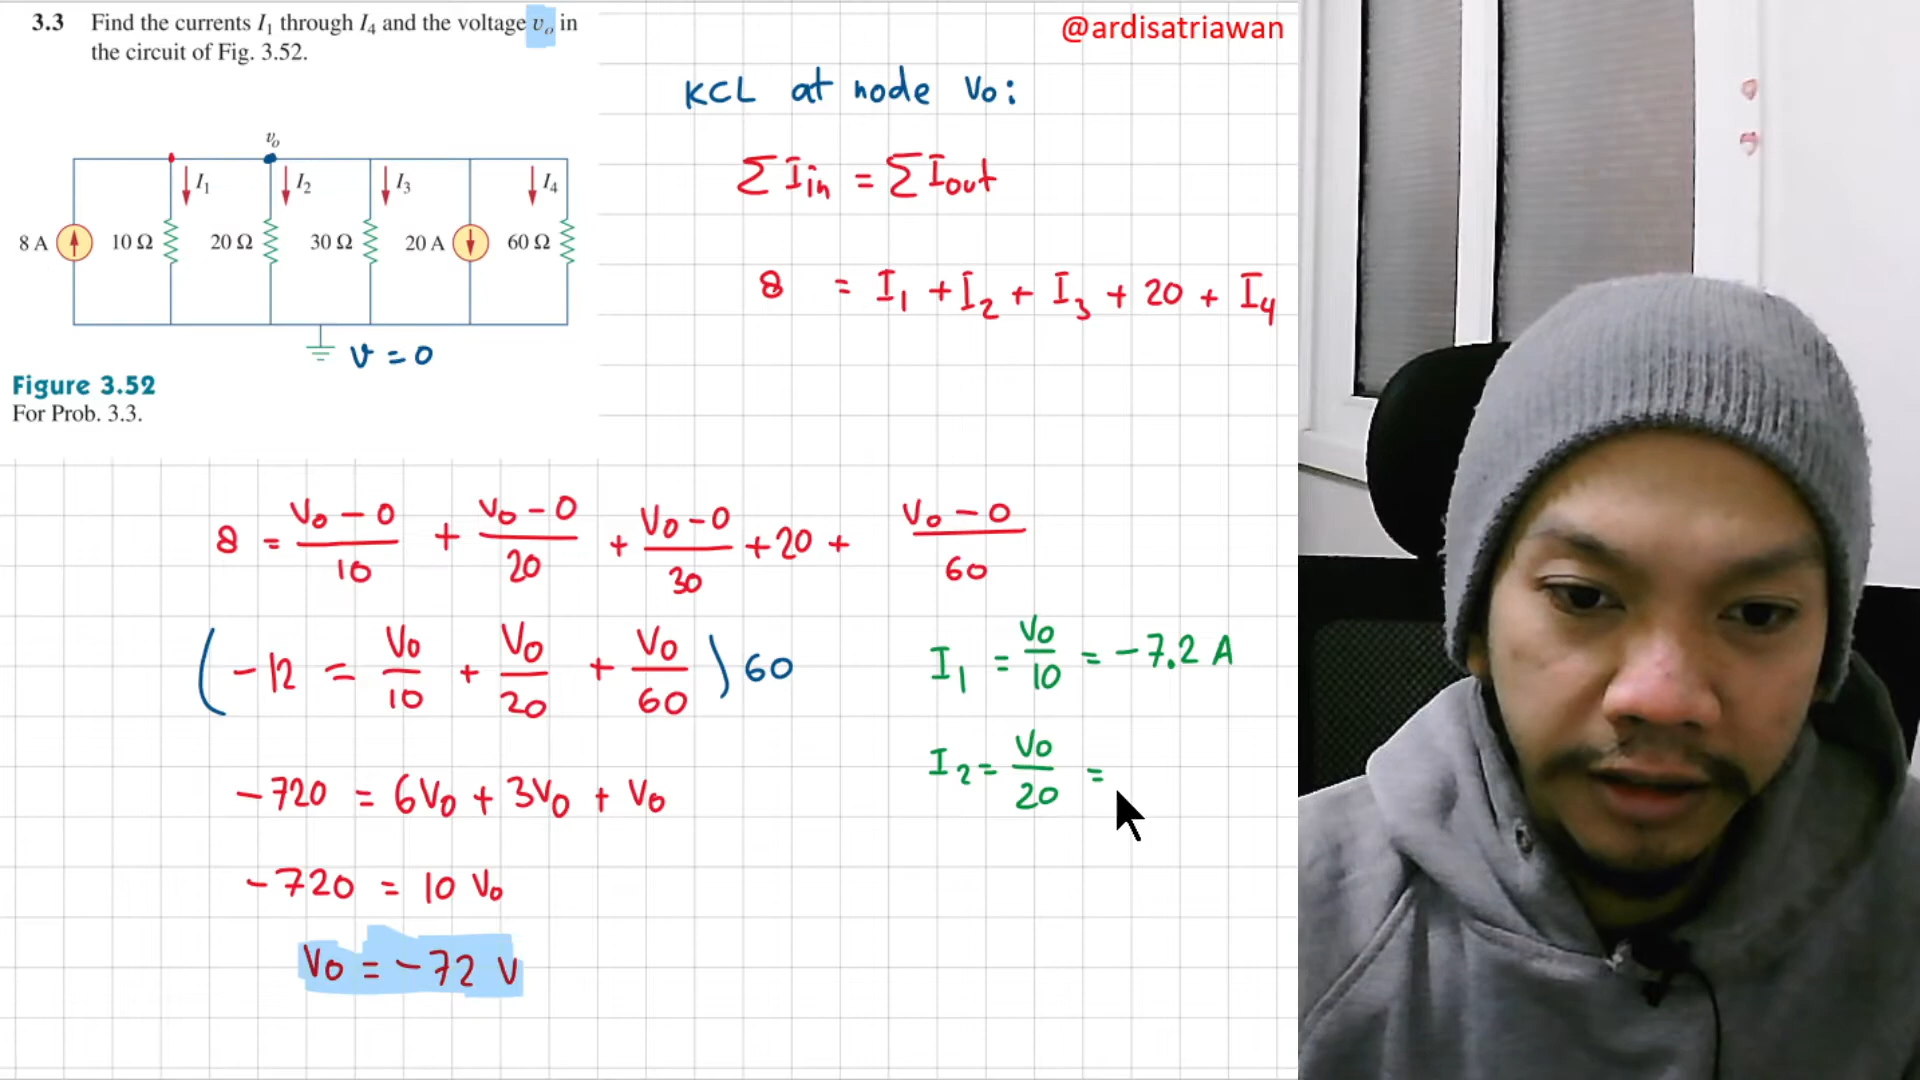 @ardisatriawan
3.3 Find the currents I1 through I4 and the voltage vo in
the circuit of Fig. 3.52.
vo
I1 I2 I3 I4
8 A 10 Ω 20 Ω 30 Ω 20 A 60 Ω
v = 0
Figure 3.52
For Prob. 3.3.
KCL at node Vo:
∑ Iin = ∑ Iout
8 = I1 + I2 + I3 + 20 + I4
8 = (Vo - 0)/10 + (Vo - 0)/20 + (Vo - 0)/30 + 20 + (Vo - 0)/60
(-12 = Vo/10 + Vo/20 + Vo/60) 60
-720 = 6Vo + 3Vo + Vo
-720 = 10 Vo
Vo = -72 V
I1 = Vo/10 = -7.2 A
I2 = Vo/20 =